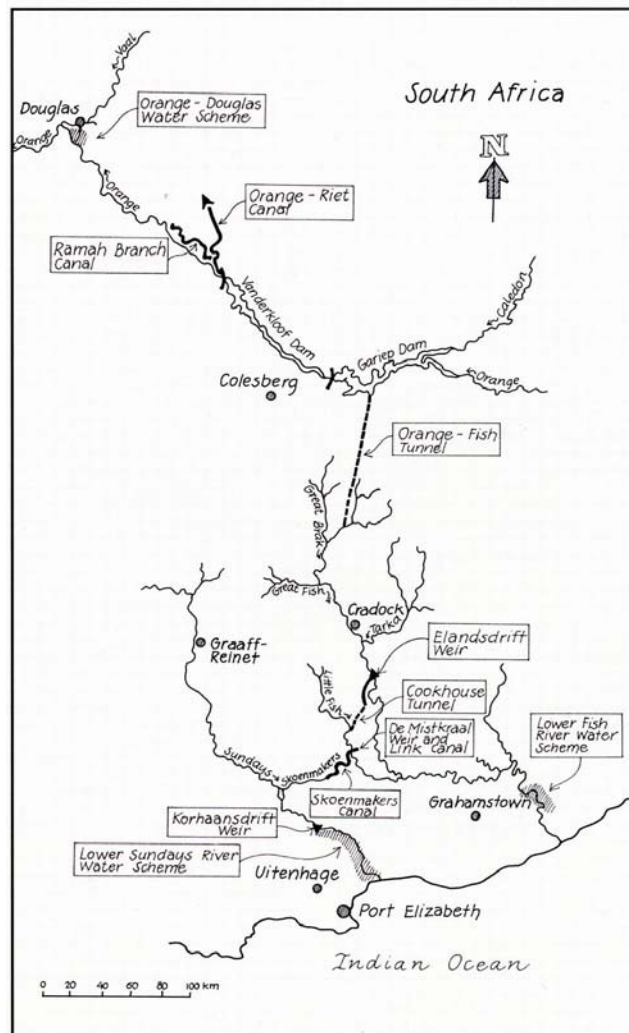 Vaal
South Africa
Douglas
Orange - Douglas
Water Scheme
Orange
N
Orange
Orange - Riet
Canal
Ramah Branch
Canal
Vanderkloof Dam
Caledon
Gariep Dam
Orange
Colesberg
Orange - Fish
Tunnel
Great Brak
Great Fish
Cradock
Tarka
Graaff-
Reinet
Elandsdrift
Weir
Little Fish
Cookhouse
Tunnel
De Mistkraal
Weir and
Link Canal
Lower Fish
River Water
Scheme
Sundays
Skoenmakers
Skoenmakers
Canal
Grahamstown
Korhaansdrift
Weir
Lower Sundays River
Water Scheme
Uitenhage
Port Elizabeth
Indian Ocean
0 20 40 60 80 100 km